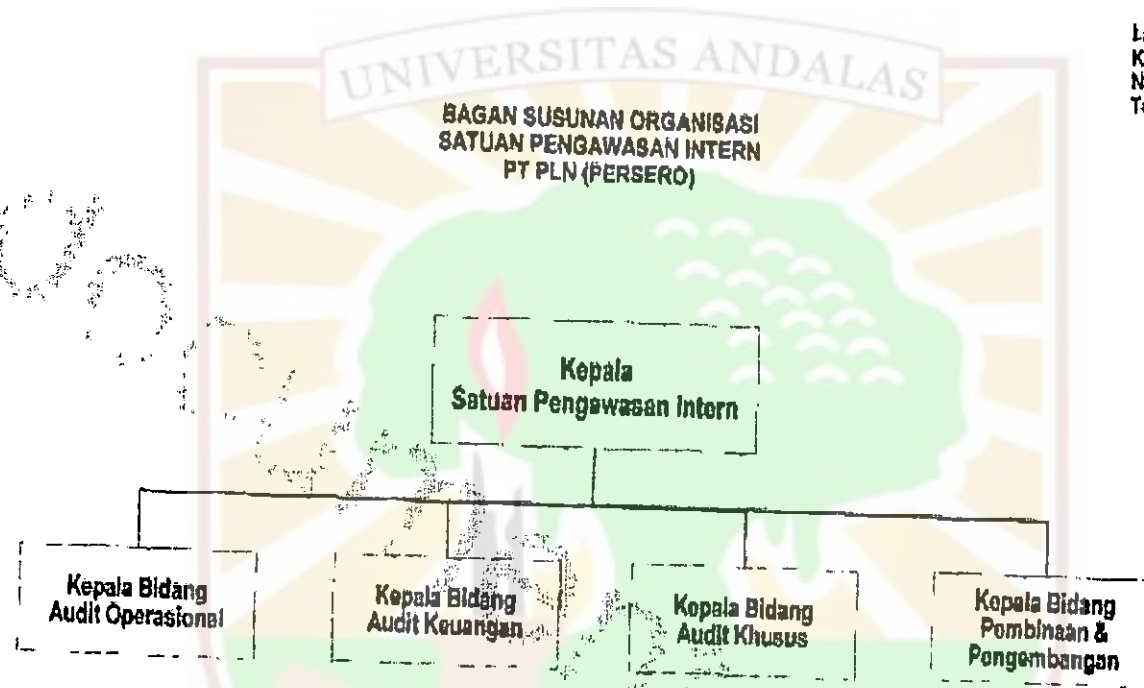 UNIVERSITAS ANDALAS
BAGAN SUSUNAN ORGANISASI
SATUAN PENGAWASAN INTERN
PT PLN (PERSERO)
Kepala
Satuan Pengawasan Intern
Kepala Bidang
Audit Operasional
Kepala Bidang
Audit Keuangan
Kepala Bidang
Audit Khusus
Kepala Bidang
Pembinaan &
Pengembangan